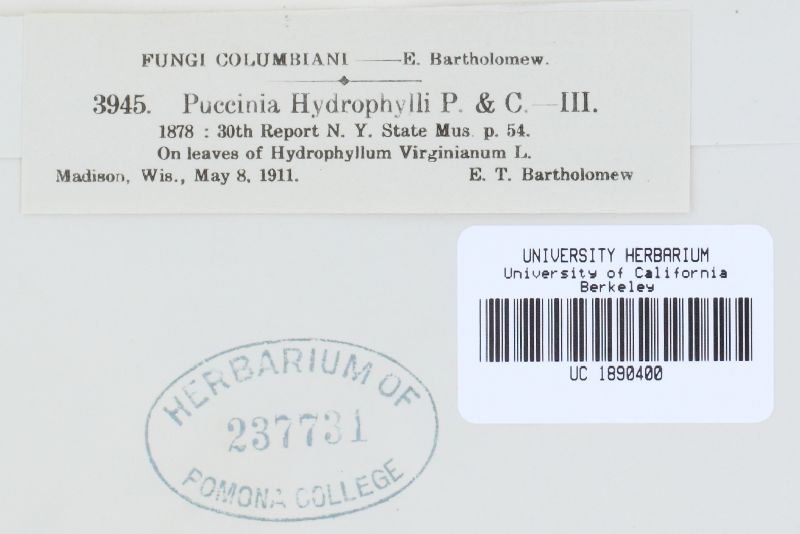 FUNGI COLUMBIANI — E. Bartholomew.
3945. Puccinia Hydrophylli P. & C.—III.
1878 : 30th Report N. Y. State Mus. p. 54.
On leaves of Hydrophyllum Virginianum L.
Madison, Wis., May 8, 1911. E. T. Bartholomew
UNIVERSITY HERBARIUM
University of California
Berkeley
UC 1890400
HERBARIUM OF
237731
POMONA COLLEGE